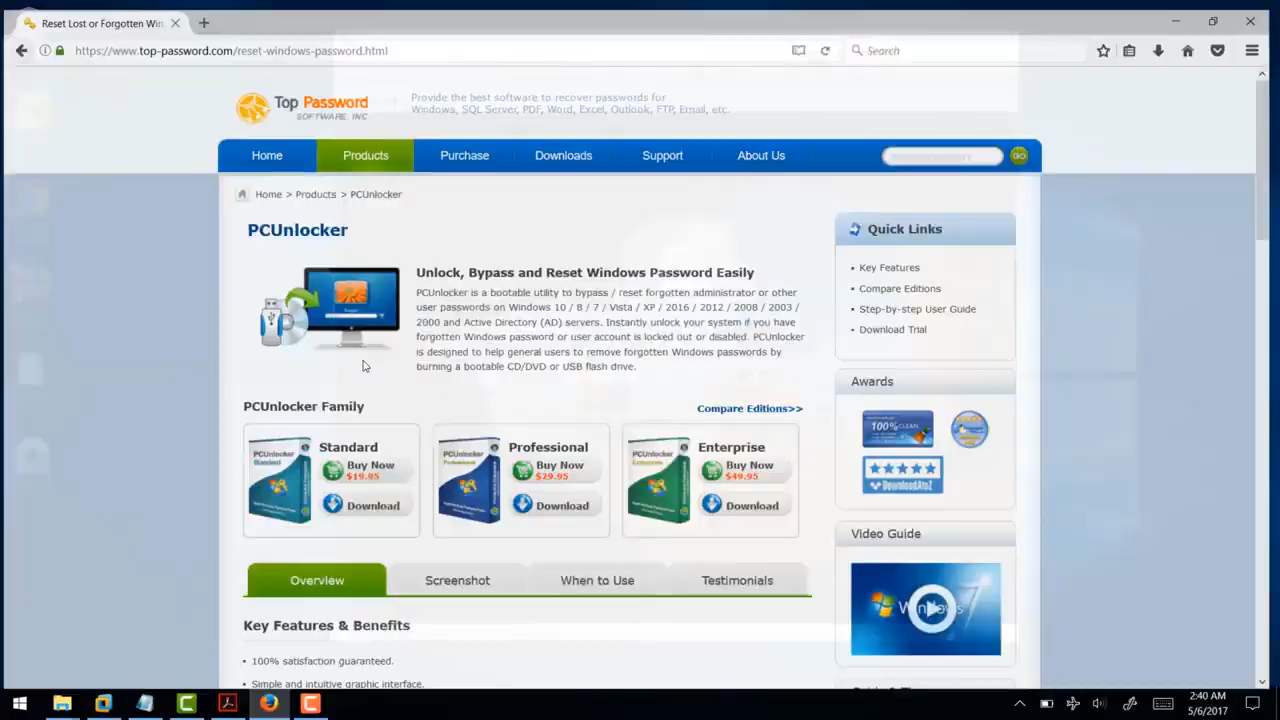 Reset Lost or Forgotten Win
https://www.top-password.com/reset-windows-password.html
Search
Top Password
SOFTWARE, INC
Provide the best software to recover passwords for
Windows, SQL Server, PDF, Word, Excel, Outlook, FTP, Email, etc.
Home
Products
Purchase
Downloads
Support
About Us
GO
Home > Products > PCUnlocker
PCUnlocker
Unlock, Bypass and Reset Windows Password Easily
PCUnlocker is a bootable utility to bypass / reset forgotten administrator or other
user passwords on Windows 10 / 8 / 7 / Vista / XP / 2016 / 2012 / 2008 / 2003 /
2000 and Active Directory (AD) servers. Instantly unlock your system if you have
forgotten Windows password or user account is locked out or disabled. PCUnlocker
is designed to help general users to remove forgotten Windows passwords by
burning a bootable CD/DVD or USB flash drive.
Quick Links
• Key Features
• Compare Editions
• Step-by-step User Guide
• Download Trial
PCUnlocker Family
Compare Editions>>
PCUnlocker
Standard
Standard
Buy Now
$19.95
Download
PCUnlocker
Professional
Professional
Buy Now
$29.95
Download
PCUnlocker
Enterprise
Enterprise
Buy Now
$49.95
Download
Awards
100% CLEAN
DownloadAtoZ
Overview
Screenshot
When to Use
Testimonials
Key Features & Benefits
• 100% satisfaction guaranteed.
• Simple and intuitive graphic interface.
Video Guide
Windows 7
2:40 AM
5/6/2017